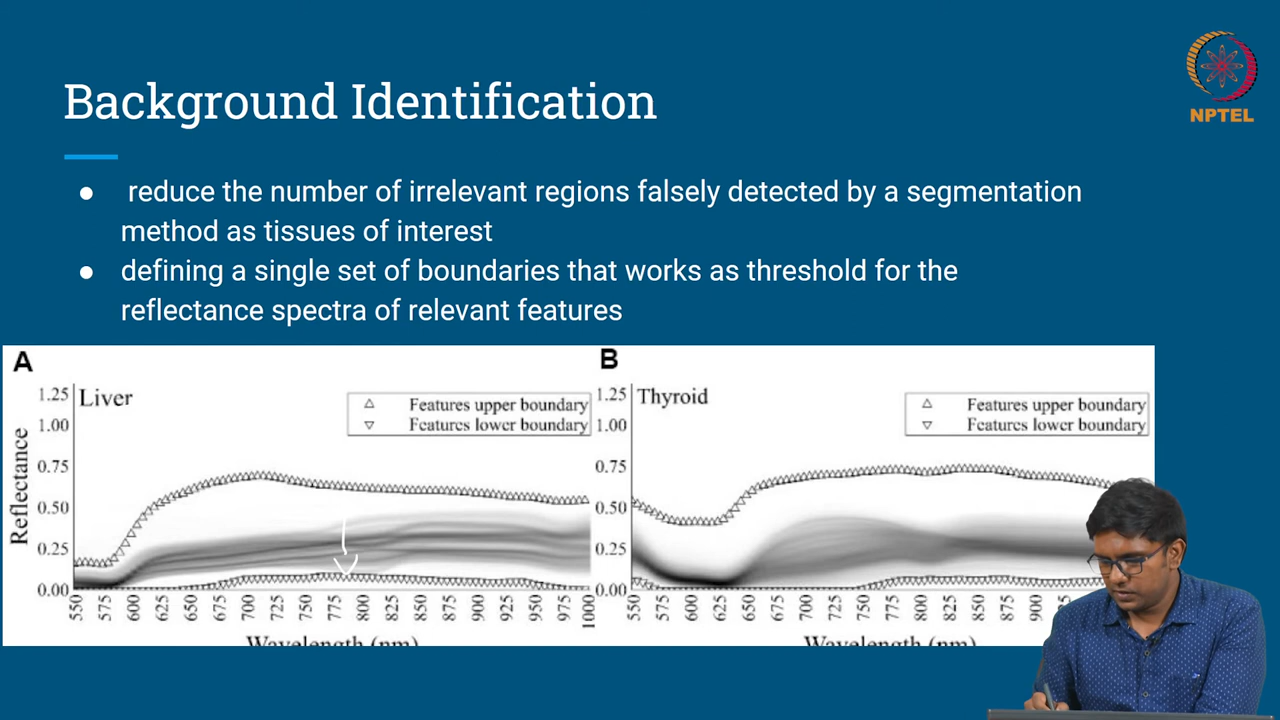 Background Identification
NPTEL
● reduce the number of irrelevant regions falsely detected by a segmentation
method as tissues of interest
● defining a single set of boundaries that works as threshold for the
reflectance spectra of relevant features
A
Liver
Features upper boundary
Features lower boundary
Reflectance
1.25
1.00
0.75
0.50
0.25
0.00
550 575 600 625 650 675 700 725 750 775 800 825 850 875 900 925 950 975 1000
Wavelength (nm)
B
Thyroid
Features upper boundary
Features lower boundary
1.25
1.00
0.75
0.50
0.25
0.00
550 575 600 625 650 675 700 725 750 775 800 825 850 875 900 925
Wavelength (nm)